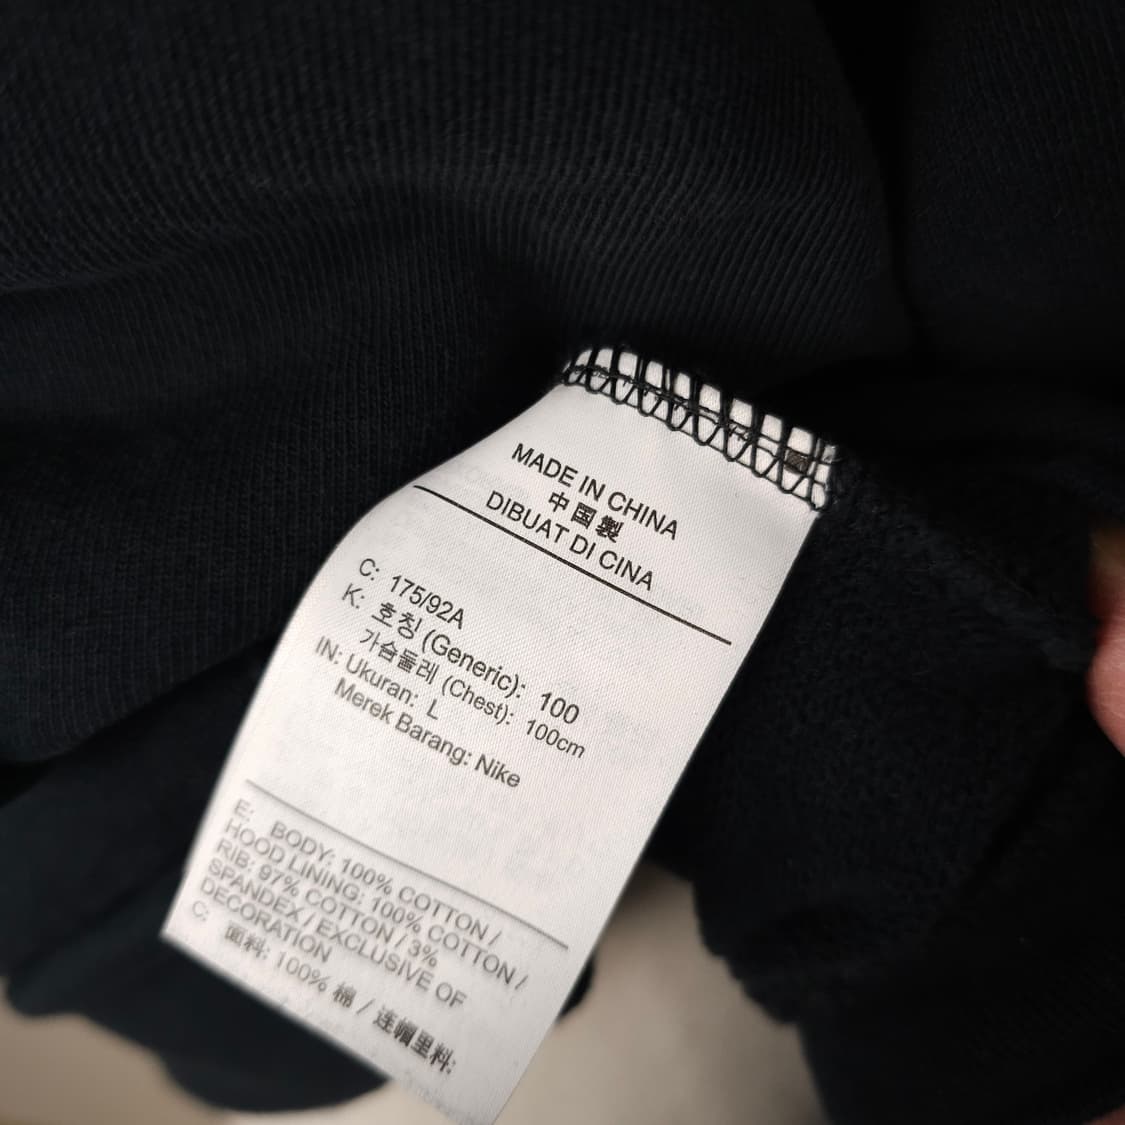 MADE IN CHINA
中国製
DIBUAT DI CINA
C: 175/92A
K: 호칭 (Generic): 100
가슴둘레 (Chest): 100cm
IN: Ukuran: L
Merek Barang: Nike
E: BODY: 100% COTTON /
HOOD LINING: 100% COTTON /
RIB: 97% COTTON / 3%
SPANDEX / EXCLUSIVE OF
DECORATION
C: 面料: 100% 棉 / 连帽里料: